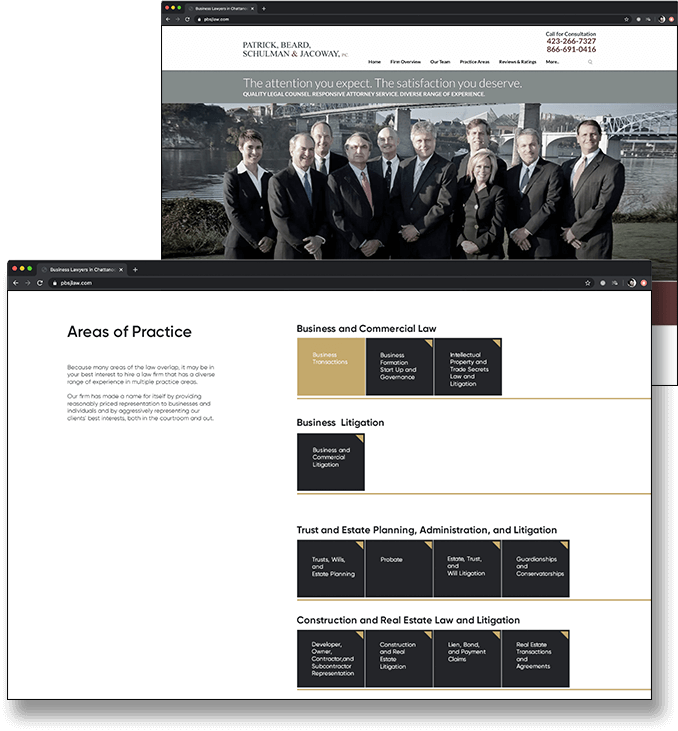 Business Lawyers in Chattanoo
pbsjlaw.com
Call for Consultation
423-266-7327
866-691-0416
PATRICK, BEARD,
SCHULMAN & JACOWAY, P.C.
Home Firm Overview Our Team Practice Areas Reviews & Ratings More..
The attention you expect. The satisfaction you deserve.
QUALITY LEGAL COUNSEL. RESPONSIVE ATTORNEY SERVICE. DIVERSE RANGE OF EXPERIENCE.
Business Lawyers in Chattanoo
pbsjlaw.com
Areas of Practice
Because many areas of the law overlap, it may be in
your best interest to hire a law firm that has a diverse
range of experience in multiple practice areas.
Our firm has made a name for itself by providing
reasonably priced representation to businesses and
individuals and by aggressively representing our
clients' best interests, both in the courtroom and out.
Business and Commercial Law
Business
Transactions
Business
Formation
Start Up and
Governance
Intellectual
Property and
Trade Secrets
Law and
Litigation
Business Litigation
Business and
Commercial
Litigation
Trust and Estate Planning, Administration, and Litigation
Trusts, Wills,
and
Estate Planning
Probate
Estate, Trust,
and
Will Litigation
Guardianships
and
Conservatorships
Construction and Real Estate Law and Litigation
Developer,
Owner,
Contractor,and
Subcontractor
Representation
Construction
and Real
Estate
Litigation
Lien, Bond,
and Payment
Claims
Real Estate
Transactions
and
Agreements